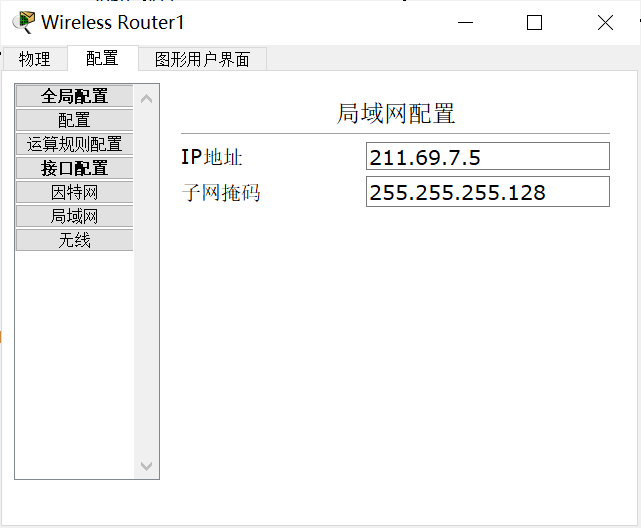 Wireless Router1
物理 配置 图形用户界面
全局配置
配置
运算规则配置
接口配置
因特网
局域网
无线
局域网配置
IP地址 211.69.7.5
子网掩码 255.255.255.128